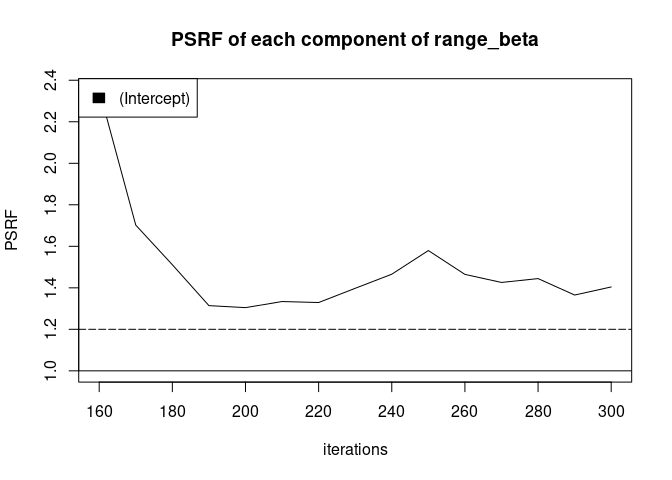 PSRF of each component of range_beta
(Intercept)
PSRF
2.4
2.2
2.0
1.8
1.6
1.4
1.2
1.0
160 180 200 220 240 260 280 300
iterations